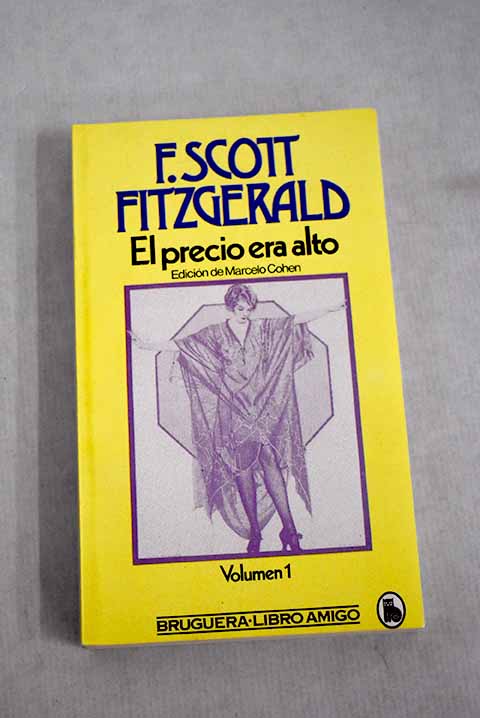 F. SCOTT
FITZGERALD
El precio era alto
Edición de Marcelo Cohen
Volumen 1
BRUGUERA·LIBRO AMIGO